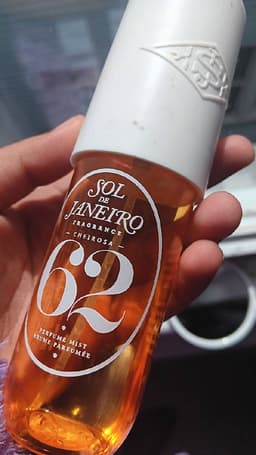 SOL
DE
JANEIRO
FRAGRANCE
CHEIROSA
62
PERFUME MIST
BRUME PARFUMÉE